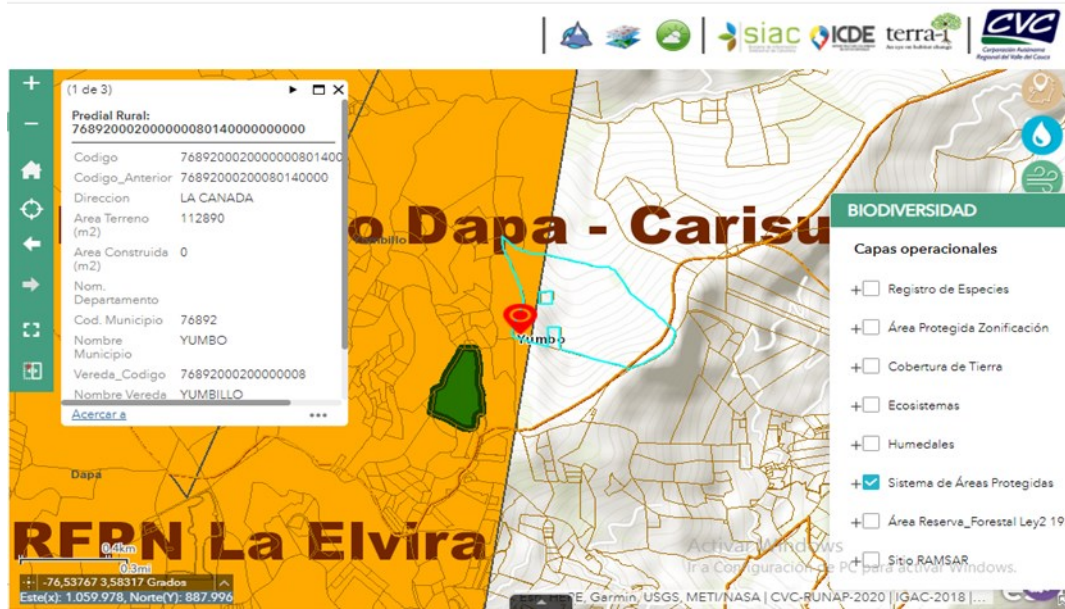 siac
ICDE
terra-i
CVC
Corporación Autónoma
Regional del Valle del Cauca
(1 de 3)
Predial Rural:
768920002000000080140000000000
Codigo 7689200020000000801400
Codigo_Anterior 76892000200080140000
Direccion LA CANADA
Area Terreno 112890
(m2)
Area Construida 0
(m2)
Nom.
Departamento
Cod. Municipio 76892
Nombre YUMBO
Municipio
Vereda_Codigo 76892000200000008
Nombre Vereda YUMBILLO
Acercar a
o Dapa - Carisu
Yumbo
Dapa
RFPN La Elvira
0.4km
0.3mi
-76,53767 3,58317 Grados
Este(x): 1.059.978, Norte(Y): 887.996
BIODIVERSIDAD
Capas operacionales
Registro de Especies
Área Protegida Zonificación
Cobertura de Tierra
Ecosistemas
Humedales
Sistema de Áreas Protegidas
Área Reserva_Forestal Ley2 19
Sitio RAMSAR
Activar Windows
Ir a Configuración de PC para activar Windows.
Esri, HERE, Garmin, USGS, METI/NASA | CVC-RUNAP-2020 | IGAC-2018 |...